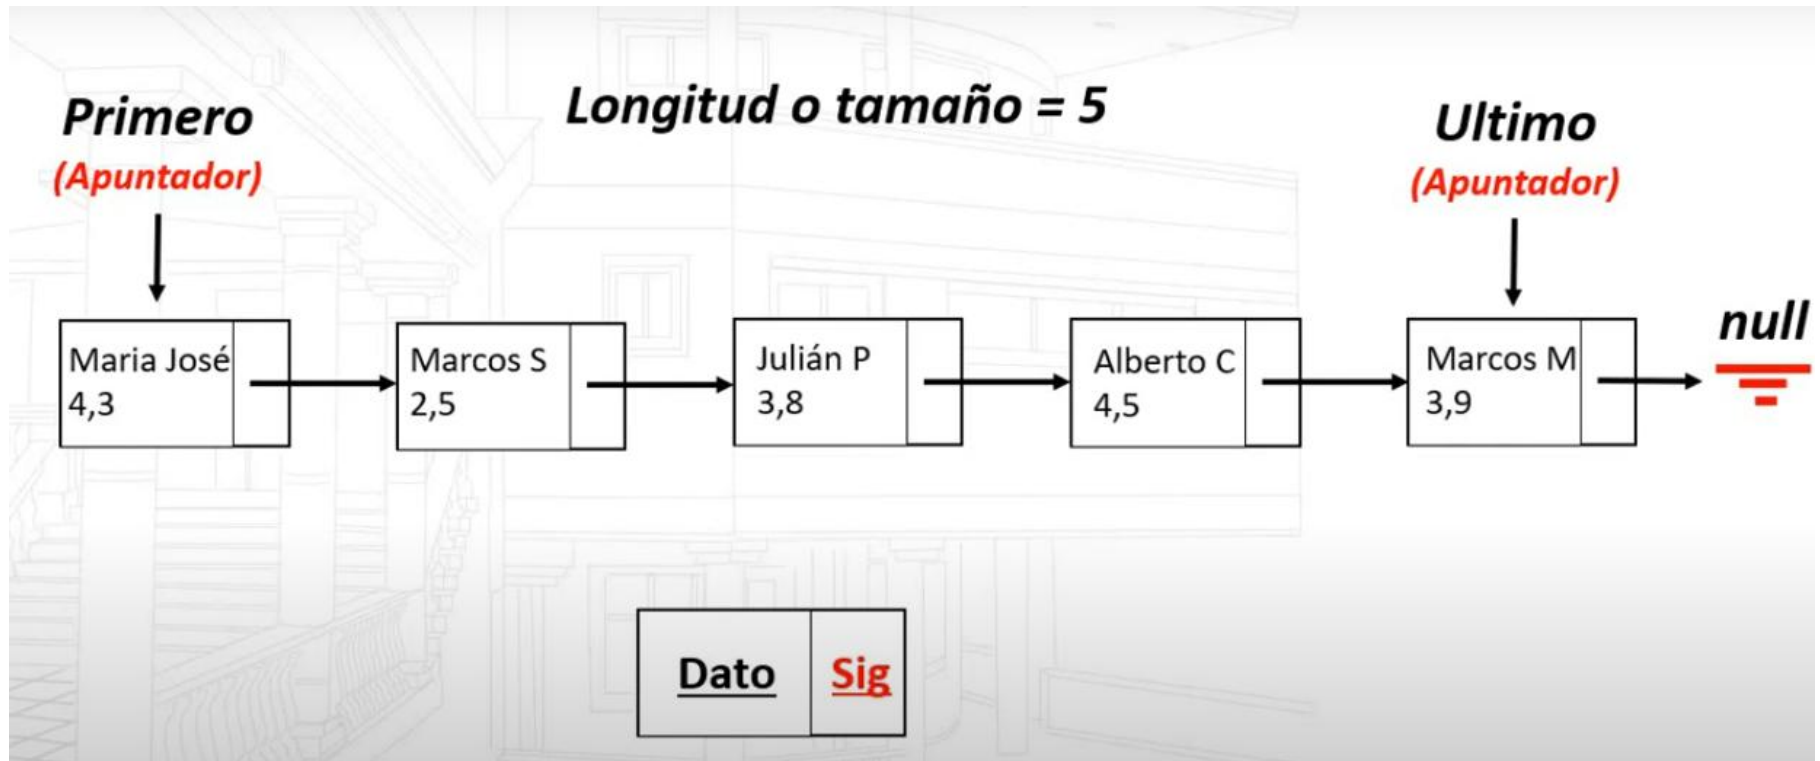 Primero
(Apuntador)
Longitud o tamaño = 5
Ultimo
(Apuntador)
Maria José
4,3
Marcos S
2,5
Julián P
3,8
Alberto C
4,5
Marcos M
3,9
null
Dato
Sig